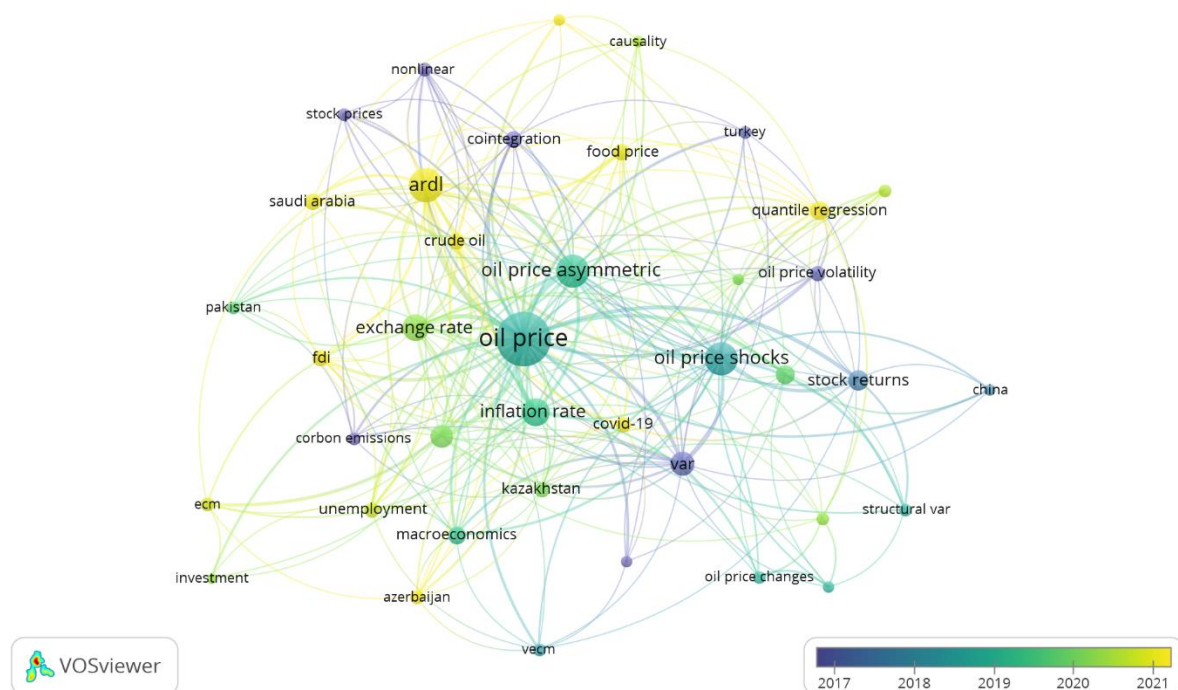 causality
nonlinear
stock prices
cointegration
turkey
food price
ardl
saudi arabia
quantile regression
crude oil
oil price asymmetric
oil price volatility
pakistan
exchange rate
oil price
fdi
oil price shocks
stock returns
china
inflation rate
covid-19
corbon emissions
var
kazakhstan
ecm
unemployment
structural var
macroeconomics
investment
oil price changes
azerbaijan
vecm
VOSviewer
2017 2018 2019 2020 2021